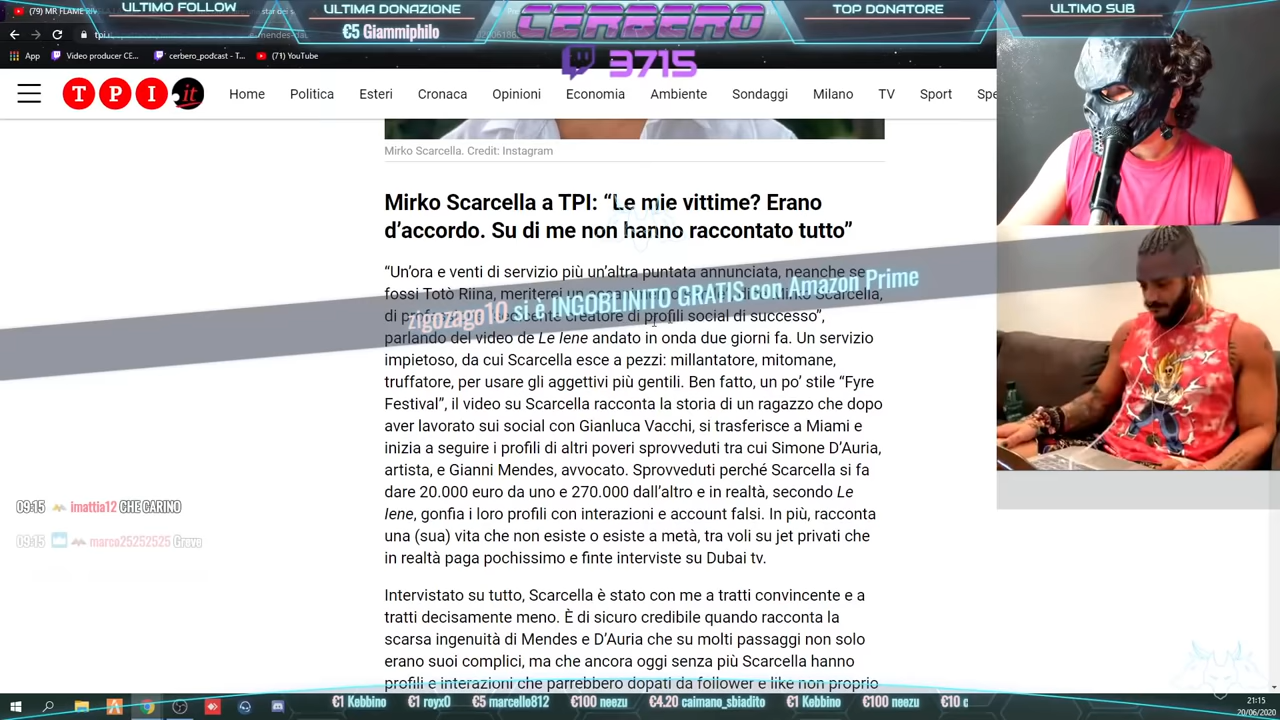 (79) MR FLAME
ULTIMO FOLLOW
ULTIMA DONAZIONE
€5 Giammiphilo
CERBERO
3715
TOP DONATORE
ULTIMO SUB
App
Video producer CE...
cerbero_podcast - T...
(71) YouTube
TPI.it
Home
Politica
Esteri
Cronaca
Opinioni
Economia
Ambiente
Sondaggi
Milano
TV
Sport
Spe
Mirko Scarcella. Credit: Instagram
Mirko Scarcella a TPI: “Le mie vittime? Erano
d’accordo. Su di me non hanno raccontato tutto”
“Un’ora e venti di servizio più un’altra puntata annunciata, neanche se
fossi Totò Riina, meriterei un Mirko Scarcella,
di creatore di profili social di successo”,
zigozago10 si è INGOBLINITO GRATIS con Amazon Prime
parlando del video de Le Iene andato in onda due giorni fa. Un servizio
impietoso, da cui Scarcella esce a pezzi: millantatore, mitomane,
truffatore, per usare gli aggettivi più gentili. Ben fatto, un po’ stile “Fyre
Festival”, il video su Scarcella racconta la storia di un ragazzo che dopo
aver lavorato sui social con Gianluca Vacchi, si trasferisce a Miami e
inizia a seguire i profili di altri poveri sprovveduti tra cui Simone D’Auria,
artista, e Gianni Mendes, avvocato. Sprovveduti perché Scarcella si fa
dare 20.000 euro da uno e 270.000 dall’altro e in realtà, secondo Le
Iene, gonfia i loro profili con interazioni e account falsi. In più, racconta
una (sua) vita che non esiste o esiste a metà, tra voli su jet privati che
in realtà paga pochissimo e finte interviste su Dubai tv.
Intervistato su tutto, Scarcella è stato con me a tratti convincente e a
tratti decisamente meno. È di sicuro credibile quando racconta la
scarsa ingenuità di Mendes e D’Auria che su molti passaggi non solo
erano suoi complici, ma che ancora oggi senza più Scarcella hanno
profili e interazioni che parrebbero dopati da follower e like non proprio
09:15 imattia12 CHE CARINO
09:15 marco25252525 Greve
€1 Kebbino
€1 royx0
€5 marcello812
€100 neezu
€4.20 caimano_sbiadito
€1 Kebbino
€100 neezu
€10 c
21:15
20/06/2020